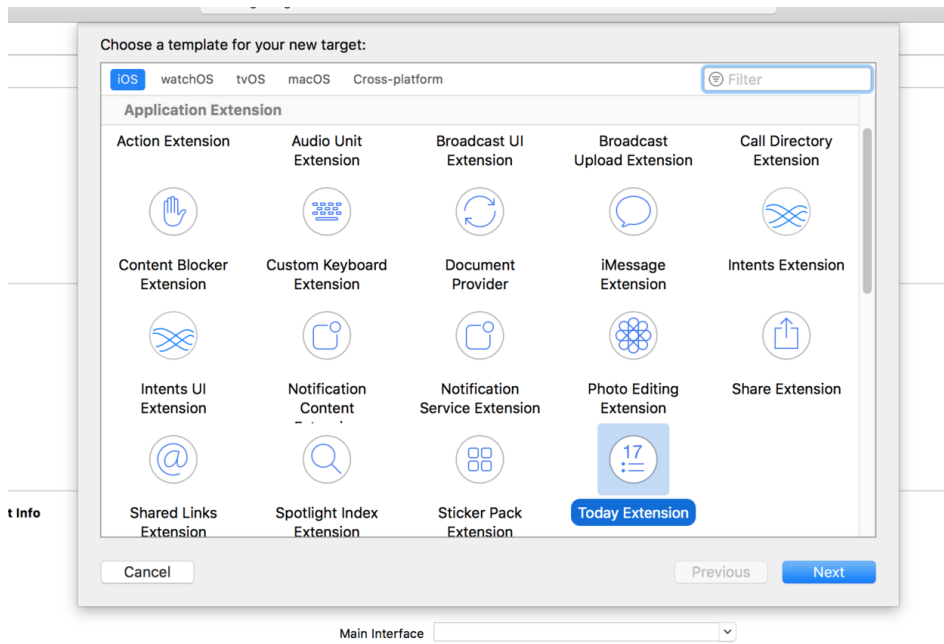 Choose a template for your new target:
iOS watchOS tvOS macOS Cross-platform Filter
Application Extension
Action Extension
Audio Unit
Extension
Broadcast UI
Extension
Broadcast
Upload Extension
Call Directory
Extension
Content Blocker
Extension
Custom Keyboard
Extension
Document
Provider
iMessage
Extension
Intents Extension
Intents UI
Extension
Notification
Content
Notification
Service Extension
Photo Editing
Extension
Share Extension
17
t Info
Shared Links
Extension
Spotlight Index
Extension
Sticker Pack
Extension
Today Extension
Cancel Previous Next
Main Interface